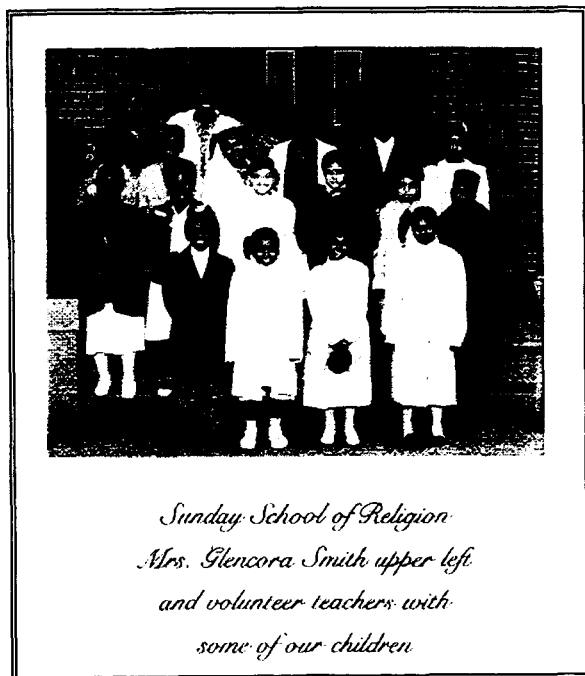 Sunday School of Religion
Mrs. Glencora Smith upper left
and volunteer teachers with
some of our children